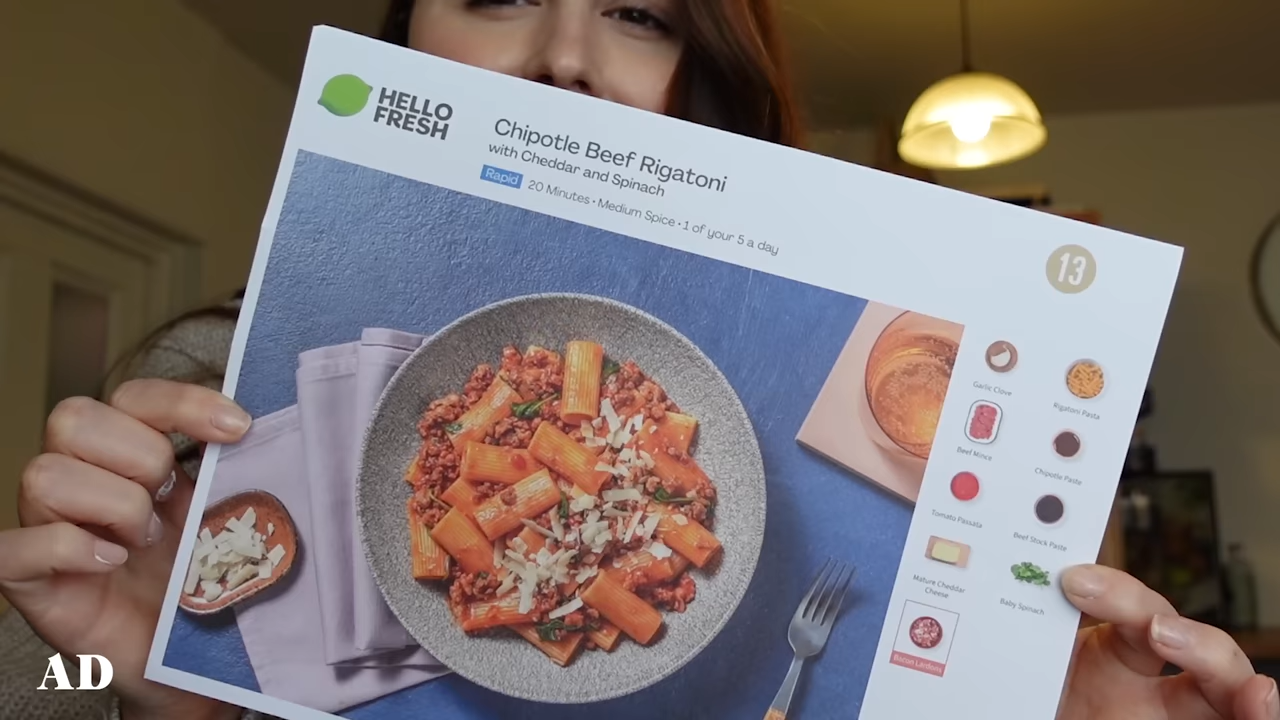 HELLO
FRESH
Chipotle Beef Rigatoni
with Cheddar and Spinach
Rapid 20 Minutes • Medium Spice • 1 of your 5 a day
13
Garlic Clove
Rigatoni Pasta
Beef Mince
Chipotle Paste
Tomato Passata
Beef Stock Paste
Mature Cheddar
Cheese
Baby Spinach
Bacon Lardons
AD